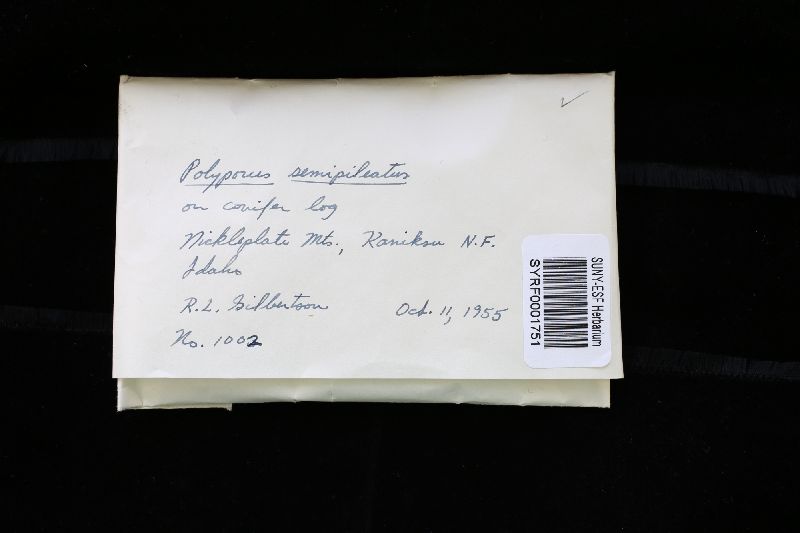 Polyporus semipileatus
on conifer log
Nickleplate Mts., Kaniksu N.F.
Idaho
R.L. Gilbertson Oct. 11, 1955
No. 1002
SUNY-ESF Herbarium
SYRF0001751